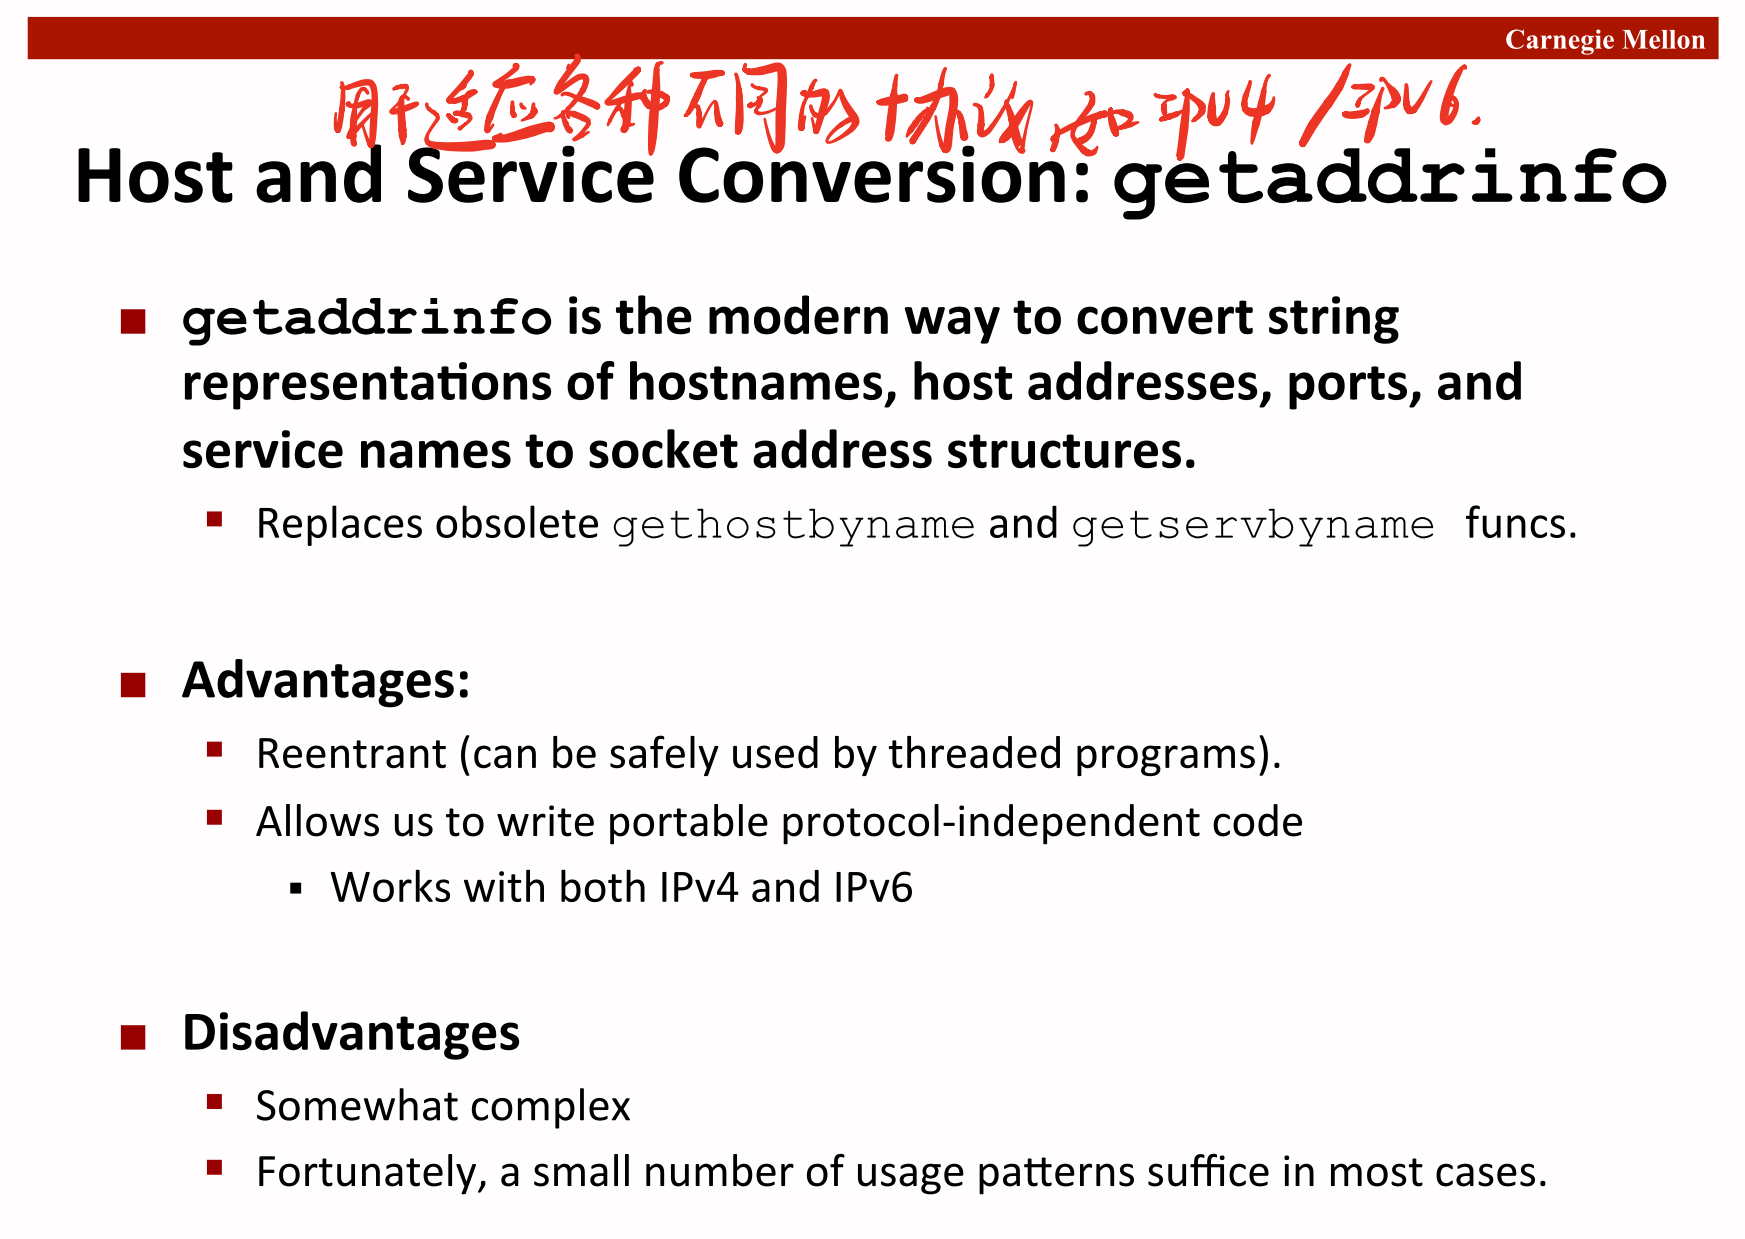 Carnegie Mellon
用于适应各种不同的协议,如IPV4/IPV6.
Host and Service Conversion: getaddrinfo
■ getaddrinfo is the modern way to convert string
representations of hostnames, host addresses, ports, and
service names to socket address structures.
▪ Replaces obsolete gethostbyname and getservbyname funcs.
■ Advantages:
▪ Reentrant (can be safely used by threaded programs).
▪ Allows us to write portable protocol-independent code
▪ Works with both IPv4 and IPv6
■ Disadvantages
▪ Somewhat complex
▪ Fortunately, a small number of usage patterns suffice in most cases.